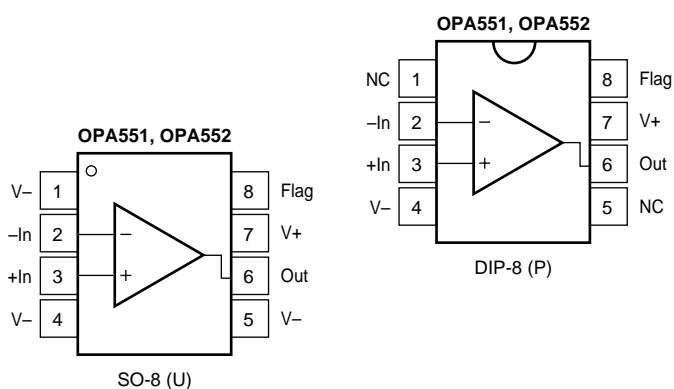 OPA551, OPA552
NC 1 8 Flag
–In 2 – 7 V+
+In 3 + 6 Out
V– 4 5 NC
DIP-8 (P)
OPA551, OPA552
V– 1 8 Flag
–In 2 – 7 V+
+In 3 + 6 Out
V– 4 5 V–
SO-8 (U)